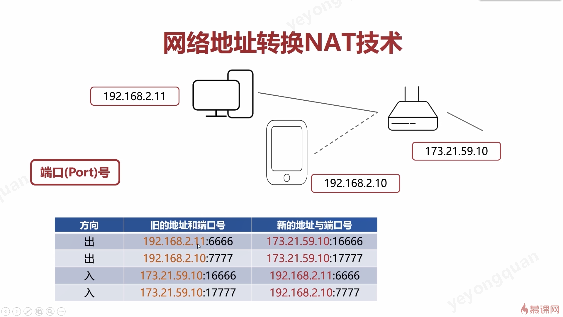 网络地址转换NAT技术
192.168.2.11
173.21.59.10
端口(Port)号
192.168.2.10
方向 旧的地址和端口号 新的地址与端口号
出 192.168.2.11:6666 173.21.59.10:16666
出 192.168.2.10:7777 173.21.59.10:17777
入 173.21.59.10:16666 192.168.2.11:6666
入 173.21.59.10:17777 192.168.2.10:7777
yeyongquan
慕课网